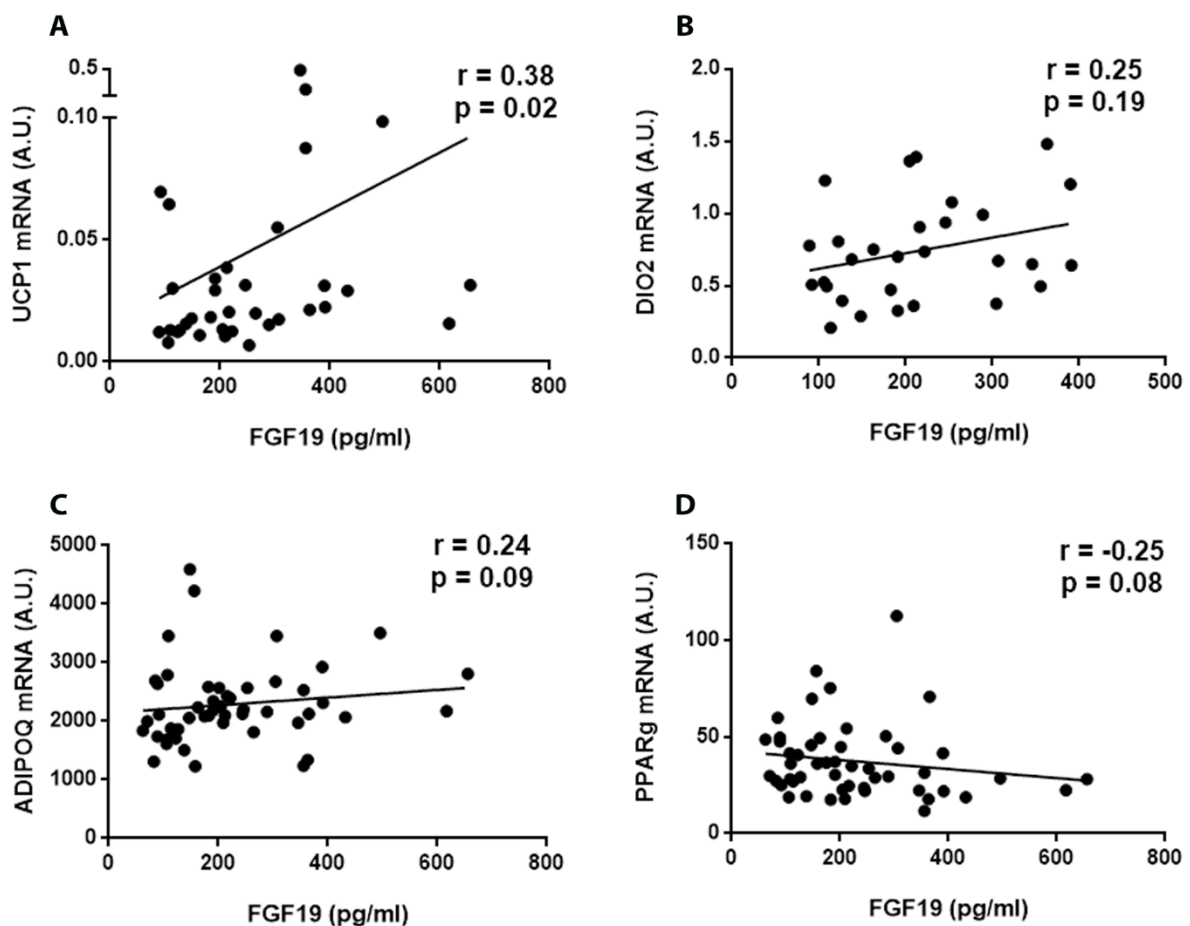 A
r = 0.38
p = 0.02
UCP1 mRNA (A.U.)
0.5
0.10
0.05
0.00
0 200 400 600 800
FGF19 (pg/ml)
B
r = 0.25
p = 0.19
DIO2 mRNA (A.U.)
2.0
1.5
1.0
0.5
0.0
0 100 200 300 400 500
FGF19 (pg/ml)
C
r = 0.24
p = 0.09
ADIPOQ mRNA (A.U.)
5000
4000
3000
2000
1000
0
0 200 400 600 800
FGF19 (pg/ml)
D
r = -0.25
p = 0.08
PPARg mRNA (A.U.)
150
100
50
0
0 200 400 600 800
FGF19 (pg/ml)